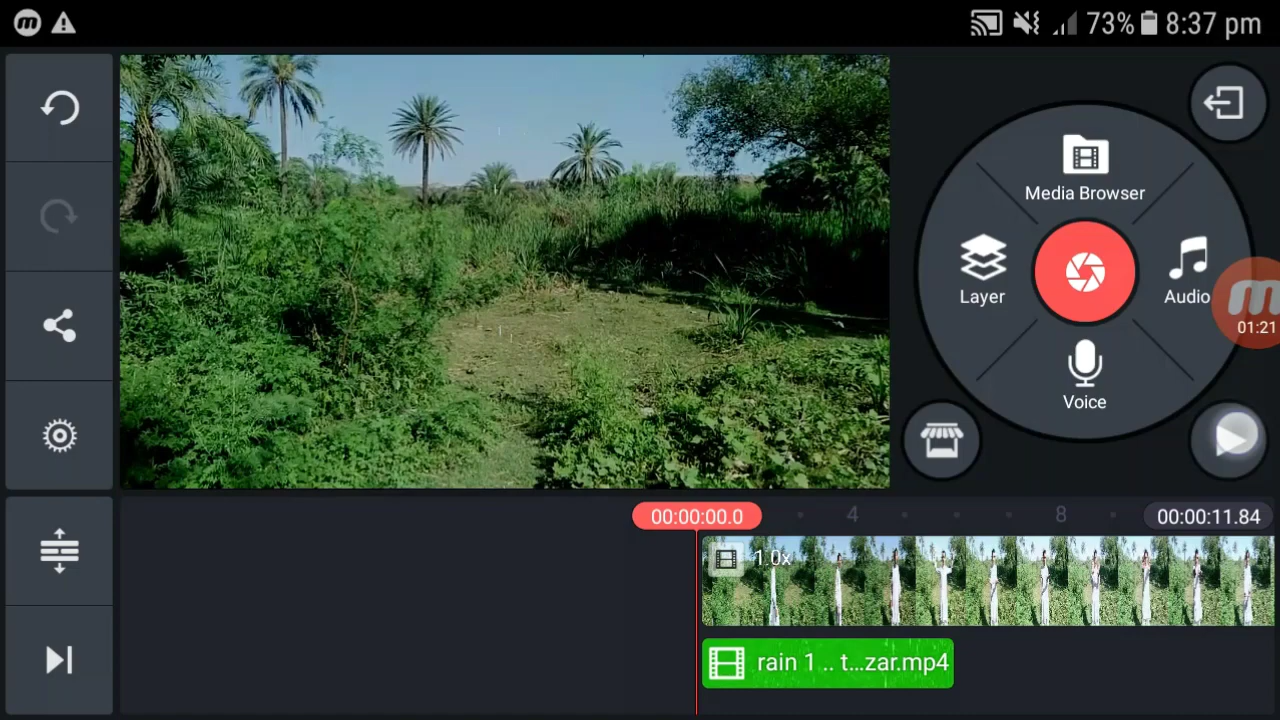 73% 8:37 pm
Media Browser
Layer
Audio
01:21
Voice
00:00:00.0
4
8
00:00:11.84
1.0x
rain 1 .. t...zar.mp4